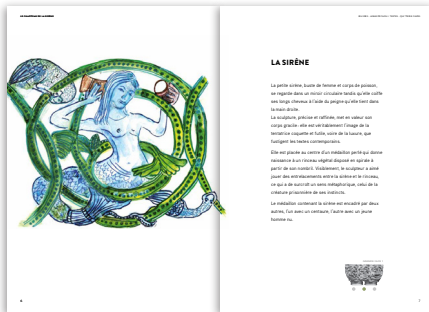 LA SIRÈNE
La petite sirène, buste de femme et corps de poisson,
se regarde dans un miroir circulaire tandis qu'elle coiffe
ses longs cheveux à l'aide du peigne qu'elle tient dans
la main droite.
La sculpture, précise et raffinée, met en valeur son
corps gracile : elle est véritablement l'image de la
tentatrice coquette et futile, voire de la luxure, que
fustigent les textes contemporains.
Elle est placée au centre d'un médaillon perlé qui donne
naissance à un rinceau végétal disposé en spirale à
partir de son nombril. Visiblement, le sculpteur a aimé
jouer des entrelacements entre la sirène et le rinceau,
ce qui a de surcroît un sens métaphorique, celui de la
créature prisonnière de ses instincts.
Le médaillon contenant la sirène est encastré par deux
autres, l'un avec un centaure, l'autre avec un jeune
homme nu.